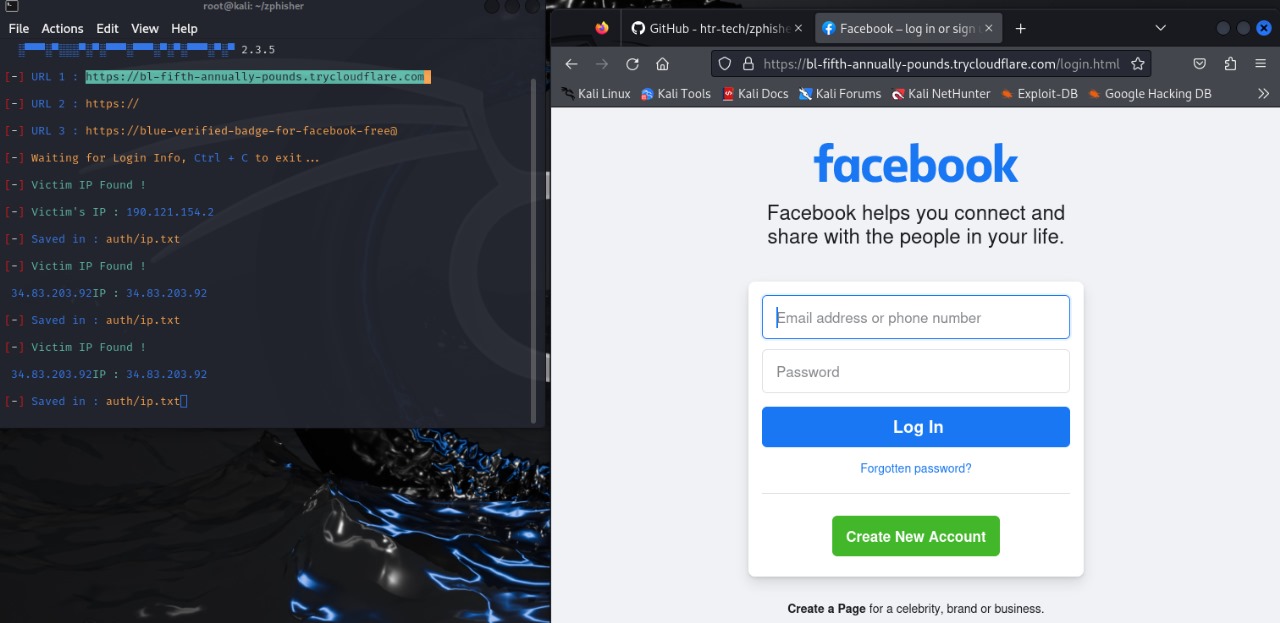 root@kali: ~/zphisher
File Actions Edit View Help
2.3.5
[-] URL 1 : https://bl-fifth-annually-pounds.trycloudflare.com
[-] URL 2 : https://
[-] URL 3 : https://blue-verified-badge-for-facebook-free@
[-] Waiting for Login Info, Ctrl + C to exit...
[-] Victim IP Found !
[-] Victim's IP : 190.121.154.2
[-] Saved in : auth/ip.txt
[-] Victim IP Found !
34.83.203.92IP : 34.83.203.92
[-] Saved in : auth/ip.txt
[-] Victim IP Found !
34.83.203.92IP : 34.83.203.92
[-] Saved in : auth/ip.txt
GitHub - htr-tech/zphishe
Facebook – log in or sign
https://bl-fifth-annually-pounds.trycloudflare.com/login.html
Kali Linux Kali Tools Kali Docs Kali Forums Kali NetHunter Exploit-DB Google Hacking DB
facebook
Facebook helps you connect and
share with the people in your life.
Email address or phone number
Password
Log In
Forgotten password?
Create New Account
Create a Page for a celebrity, brand or business.